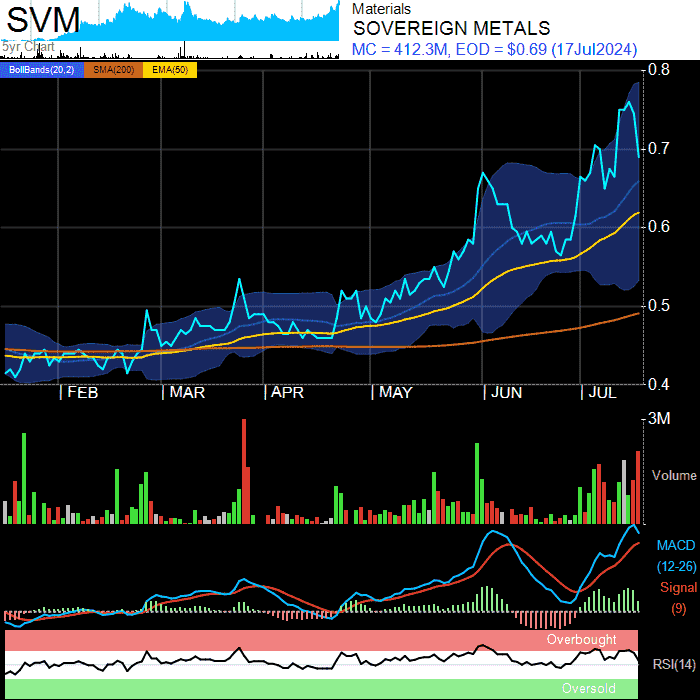 SVM
5yr Chart
Materials
SOVEREIGN METALS
MC = 412.3M, EOD = $0.69 (17Jul2024)
BollBands(20,2) SMA(200) EMA(50)
0.8
0.7
0.6
0.5
0.4
FEB MAR APR MAY JUN JUL
3M
Volume
MACD
(12-26)
Signal
(9)
Overbought
RSI(14)
Oversold